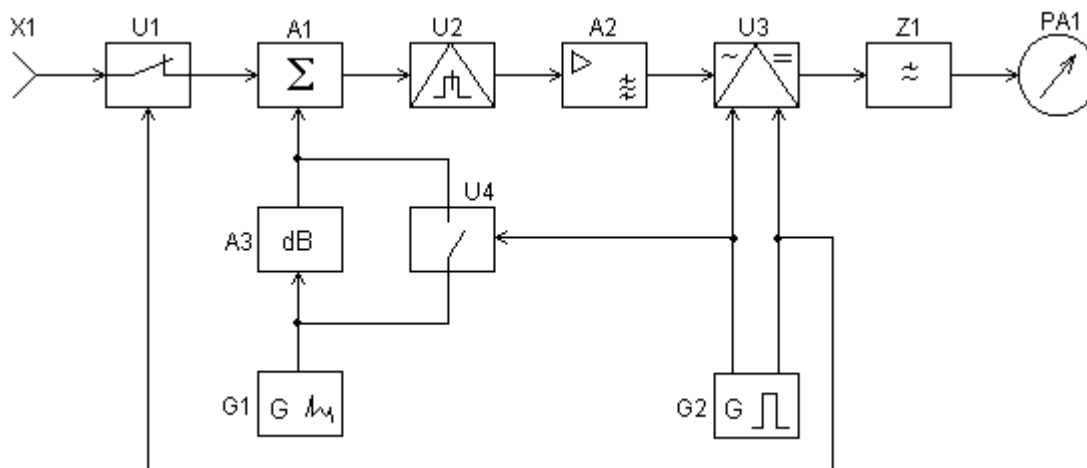 X1 U1 A1 U2 A2 U3 Z1 PA1
Σ ~ =
U4
A3 dB
G1 G G2 G